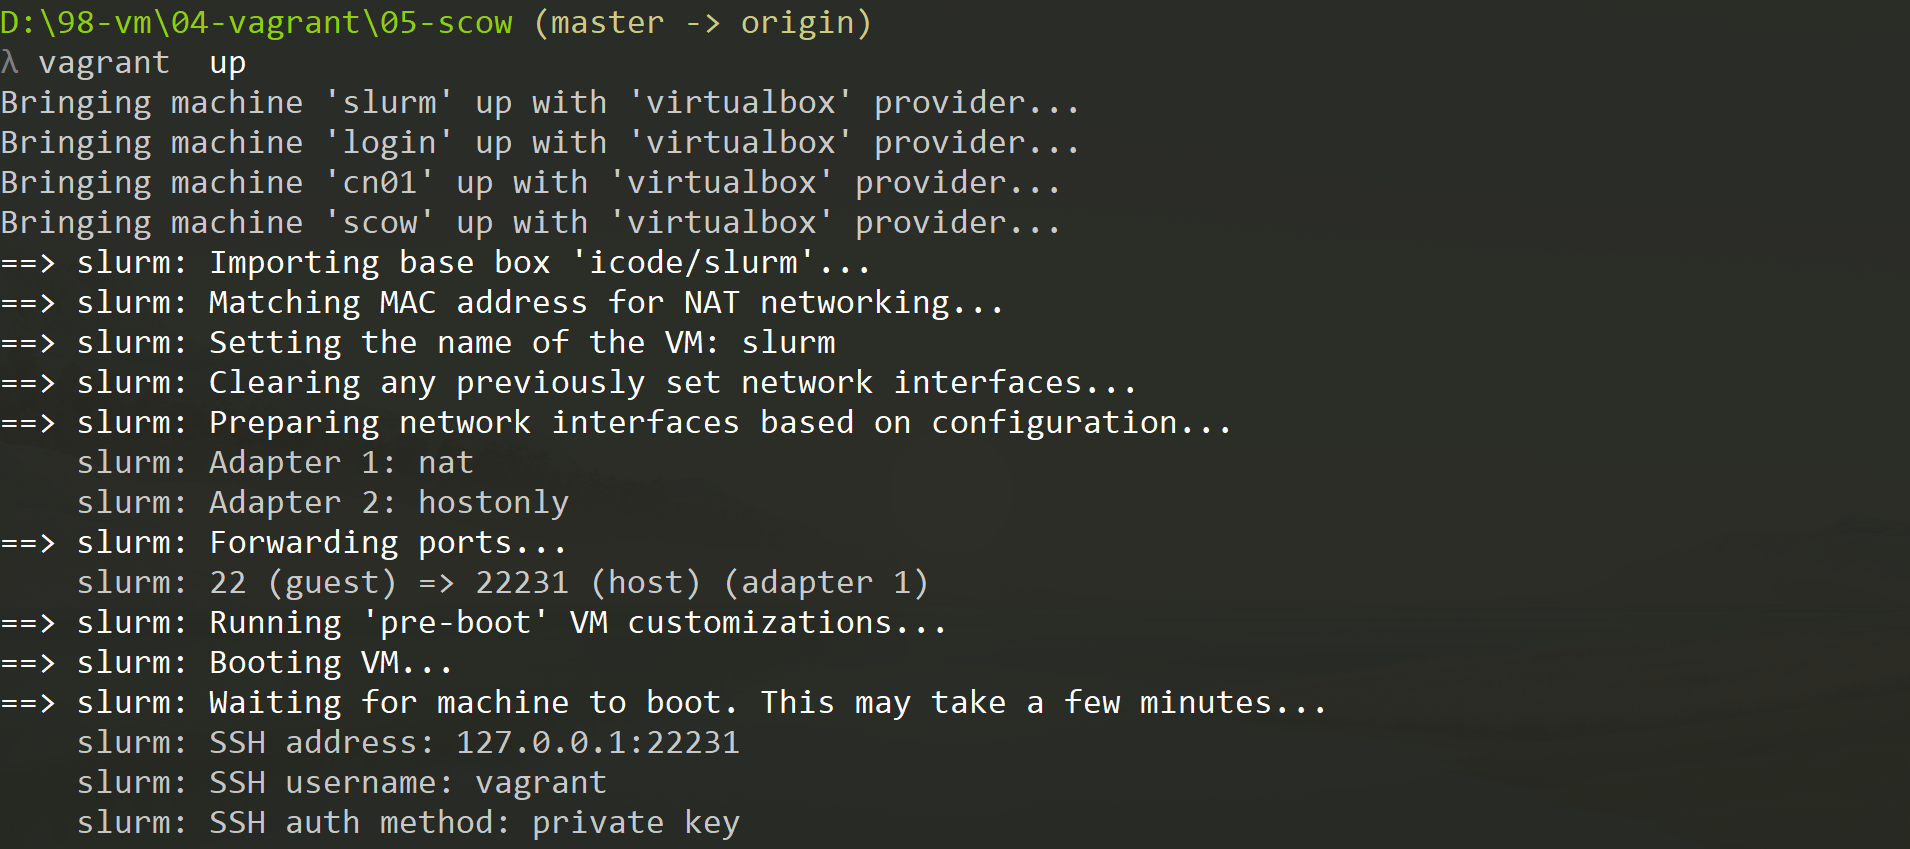 D:\98-vm\04-vagrant\05-scow (master -> origin)
λ vagrant  up
Bringing machine 'slurm' up with 'virtualbox' provider...
Bringing machine 'login' up with 'virtualbox' provider...
Bringing machine 'cn01' up with 'virtualbox' provider...
Bringing machine 'scow' up with 'virtualbox' provider...
==> slurm: Importing base box 'icode/slurm'...
==> slurm: Matching MAC address for NAT networking...
==> slurm: Setting the name of the VM: slurm
==> slurm: Clearing any previously set network interfaces...
==> slurm: Preparing network interfaces based on configuration...
    slurm: Adapter 1: nat
    slurm: Adapter 2: hostonly
==> slurm: Forwarding ports...
    slurm: 22 (guest) => 22231 (host) (adapter 1)
==> slurm: Running 'pre-boot' VM customizations...
==> slurm: Booting VM...
==> slurm: Waiting for machine to boot. This may take a few minutes...
    slurm: SSH address: 127.0.0.1:22231
    slurm: SSH username: vagrant
    slurm: SSH auth method: private key